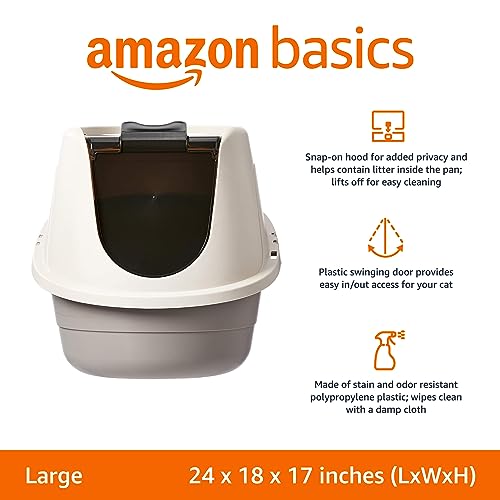 amazon basics
Snap-on hood for added privacy and
helps contain litter inside the pan;
lifts off for easy cleaning
Plastic swinging door provides
easy in/out access for your cat
Made of stain and odor resistant
polypropylene plastic; wipes clean
with a damp cloth
Large 24 x 18 x 17 inches (LxWxH)